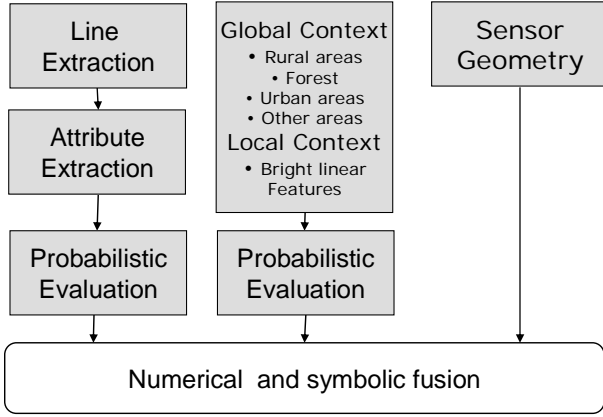 Line
Extraction
Attribute
Extraction
Probabilistic
Evaluation
Global Context
• Rural areas
• Forest
• Urban areas
• Other areas
Local Context
• Bright linear
Features
Probabilistic
Evaluation
Sensor
Geometry
Numerical and symbolic fusion